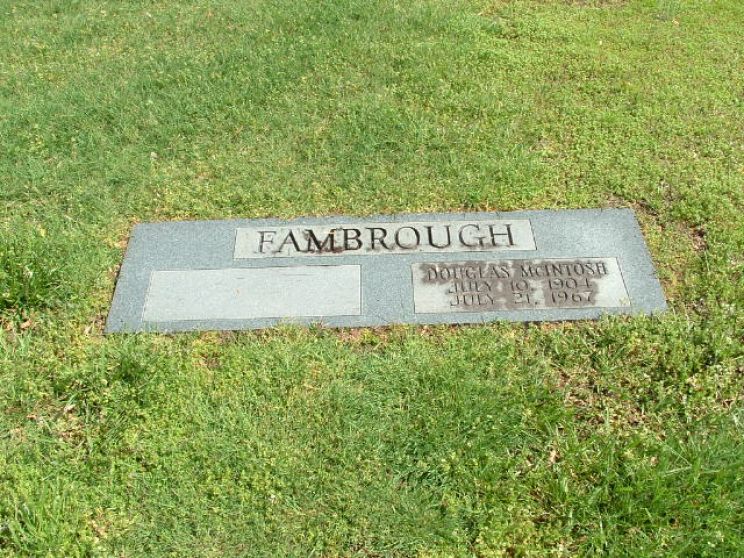 FAMBROUGH
DOUGLAS McINTOSH
JULY 10, 1904
JULY 21, 1967